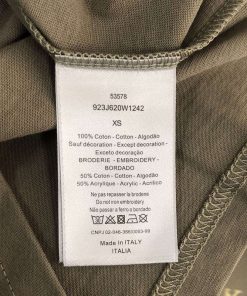 53578
923J620W1242
XS
100% Coton - Cotton - Algodão
Sauf décoration - Except decoration
Exceto decoração
BRODERIE - EMBROIDERY -
BORDADO
50% Coton - Cotton - Algodão
50% Acrylique - Acrylic - Acrílico
Ne pas repasser la broderie
Do not iron the embroidery
Não passar o bordado
Made in ITALY
ITALIA